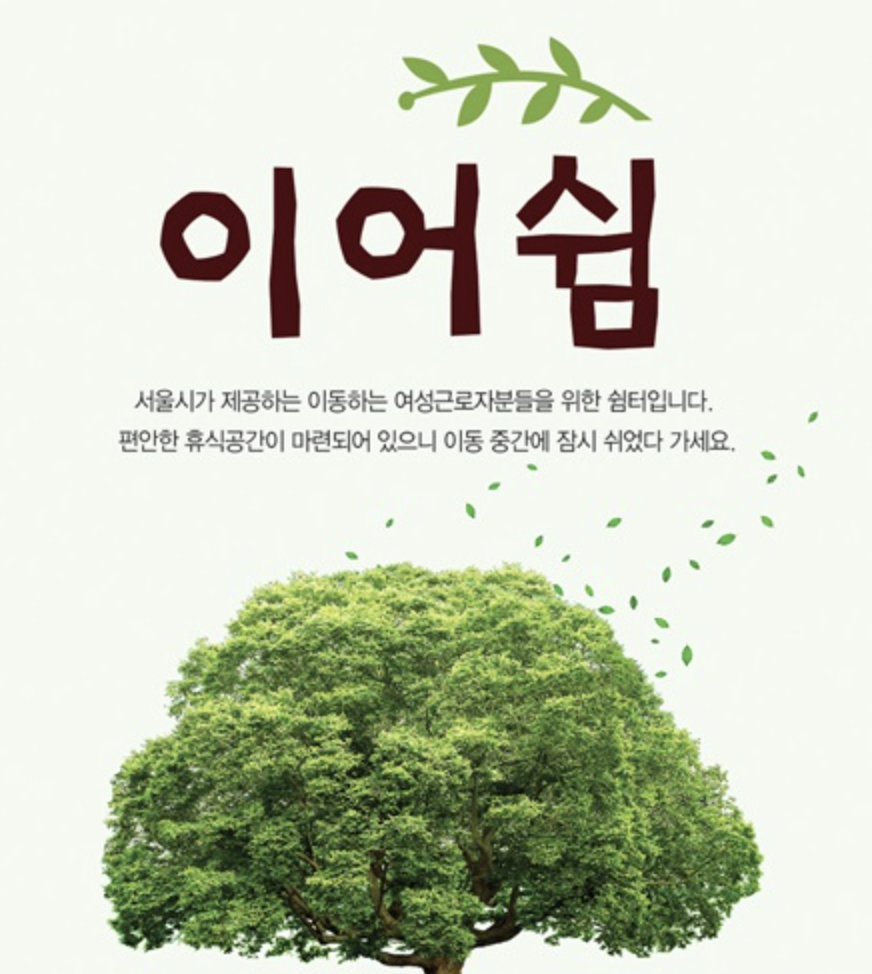 이어쉼
서울시가 제공하는 이동하는 여성근로자분들을 위한 쉼터입니다.
편안한 휴식공간이 마련되어 있으니 이동 중간에 잠시 쉬었다 가세요.